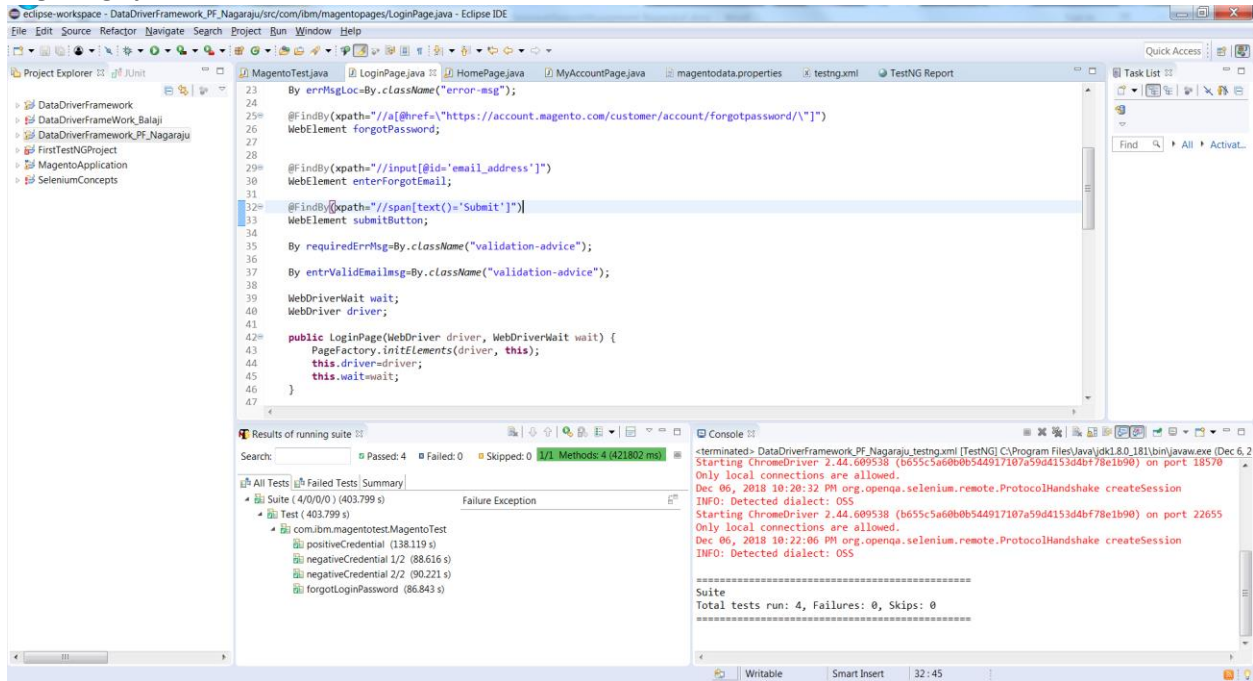 eclipse-workspace - DataDriverFramework_PF_Nagaraju/src/com/ibm/magentopages/LoginPage.java - Eclipse IDE
File Edit Source Refactor Navigate Search Project Run Window Help
Quick Access
Project Explorer JUnit
DataDriverFramework
DataDriverFrameWork_Balaji
DataDriverFramework_PF_Nagaraju
FirstTestNGProject
MagentoApplication
SeleniumConcepts
MagentoTest.java LoginPage.java HomePage.java MyAccountPage.java magentodata.properties testng.xml TestNG Report
23 By errMsgLoc=By.className("error-msg");
24
25 @FindBy(xpath="//a[@href=\"https://account.magento.com/customer/account/forgotpassword/\"]")
26 WebElement forgotPassword;
27
28
29 @FindBy(xpath="//input[@id='email_address']")
30 WebElement enterForgotEmail;
31
32 @FindBy(xpath="//span[text()='Submit']")
33 WebElement submitButton;
34
35 By requiredErrMsg=By.className("validation-advice");
36
37 By entrValidEmailmsg=By.className("validation-advice");
38
39 WebDriverWait wait;
40 WebDriver driver;
41
42 public LoginPage(WebDriver driver, WebDriverWait wait) {
43 PageFactory.initElements(driver, this);
44 this.driver=driver;
45 this.wait=wait;
46 }
47
Task List
Find All Activat...
Results of running suite
Search: Passed: 4 Failed: 0 Skipped: 0 1/1 Methods: 4 (421802 ms)
All Tests Failed Tests Summary
Suite ( 4/0/0/0 ) (403.799 s) Failure Exception
Test ( 403.799 s)
com.ibm.magentotest.MagentoTest
positiveCredential (138.119 s)
negativeCredential 1/2 (88.616 s)
negativeCredential 2/2 (90.221 s)
forgotLoginPassword (86.843 s)
Console
<terminated> DataDriverFramework_PF_Nagaraju_testng.xml [TestNG] C:\Program Files\Java\jdk1.8.0_181\bin\javaw.exe (Dec 6, 2
Starting ChromeDriver 2.44.609538 (b655c5a60b0b544917107a59d4153d4bf78e1b90) on port 18570
Only local connections are allowed.
Dec 06, 2018 10:20:32 PM org.openqa.selenium.remote.ProtocolHandshake createSession
INFO: Detected dialect: OSS
Starting ChromeDriver 2.44.609538 (b655c5a60b0b544917107a59d4153d4bf78e1b90) on port 22655
Only local connections are allowed.
Dec 06, 2018 10:22:06 PM org.openqa.selenium.remote.ProtocolHandshake createSession
INFO: Detected dialect: OSS
===============================================
Suite
Total tests run: 4, Failures: 0, Skips: 0
===============================================
Writable Smart Insert 32 : 45